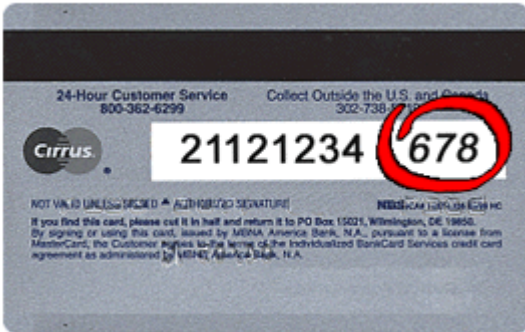 24-Hour Customer Service
800-362-6299
Collect Outside the U.S. and Canada
302-738-
Cirrus.
21121234 678
NOT VALID UNLESS SIGNED AUTHORIZED SIGNATURE
NBS
If you find this card, please cut it in half and return it to PO Box 15021, Wilmington, DE 19850.
By signing or using this card, issued by MBNA America Bank, N.A., pursuant to a license from
MasterCard, the Customer agrees to the terms of the Individualized BankCard Services credit card
agreement as administered by MBNA America Bank, N.A.